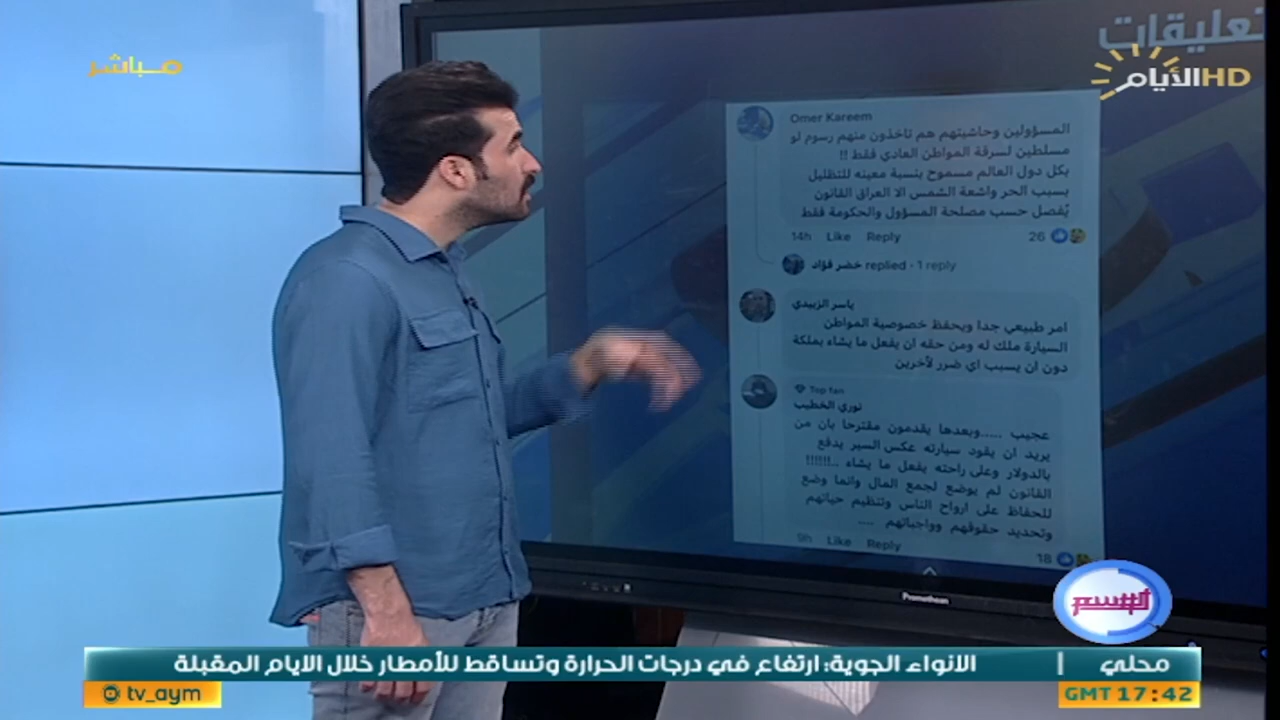 تعليقات
مباشر
الأيام HD
Omer Kareem
المسؤولين وحاشيتهم هم تاخذون منهم رسوم لو
مسلطين لسرقة المواطن العادي فقط !!
بكل دول العالم مسموح بنسبة معينه للتظليل
بسبب الحر واشعة الشمس الا العراق القانون
يُفصل حسب مصلحة المسؤول والحكومة فقط
14h Like Reply 26
خضر فؤاد replied · 1 reply
ياسر الزبيدي
امر طبيعي جدا ويحفظ خصوصية المواطن
السيارة ملك له ومن حقه ان يفعل ما يشاء بملكة
دون ان يسبب اي ضرر لأخرين
Top fan
نوري الخطيب
عجيب .....وبعدها يقدمون مقترحا بان من
يريد ان يقود سيارته عكس السير يدفع
بالدولار وعلى راحته يفعل ما يشاء ..!!!!!!
القانون لم يوضع لجمع المال وانما وضع
للحفاظ على ارواح الناس وتنظيم حياتهم
وتحديد حقوقهم وواجباتهم ....
9h Like Reply 18
Promethean
محلي | الانواء الجوية: ارتفاع في درجات الحرارة وتساقط للأمطار خلال الايام المقبلة
tv_aym
GMT 17:42